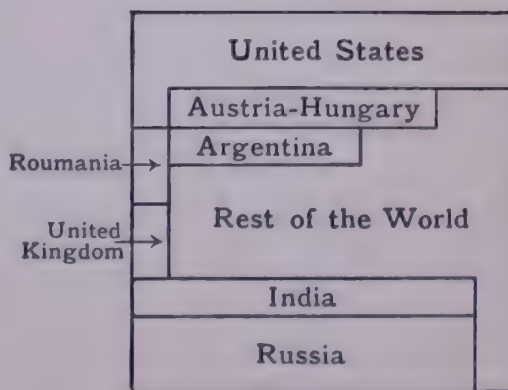 United States
Austria-Hungary
Argentina
Roumania
Rest of the World
United
Kingdom
India
Russia